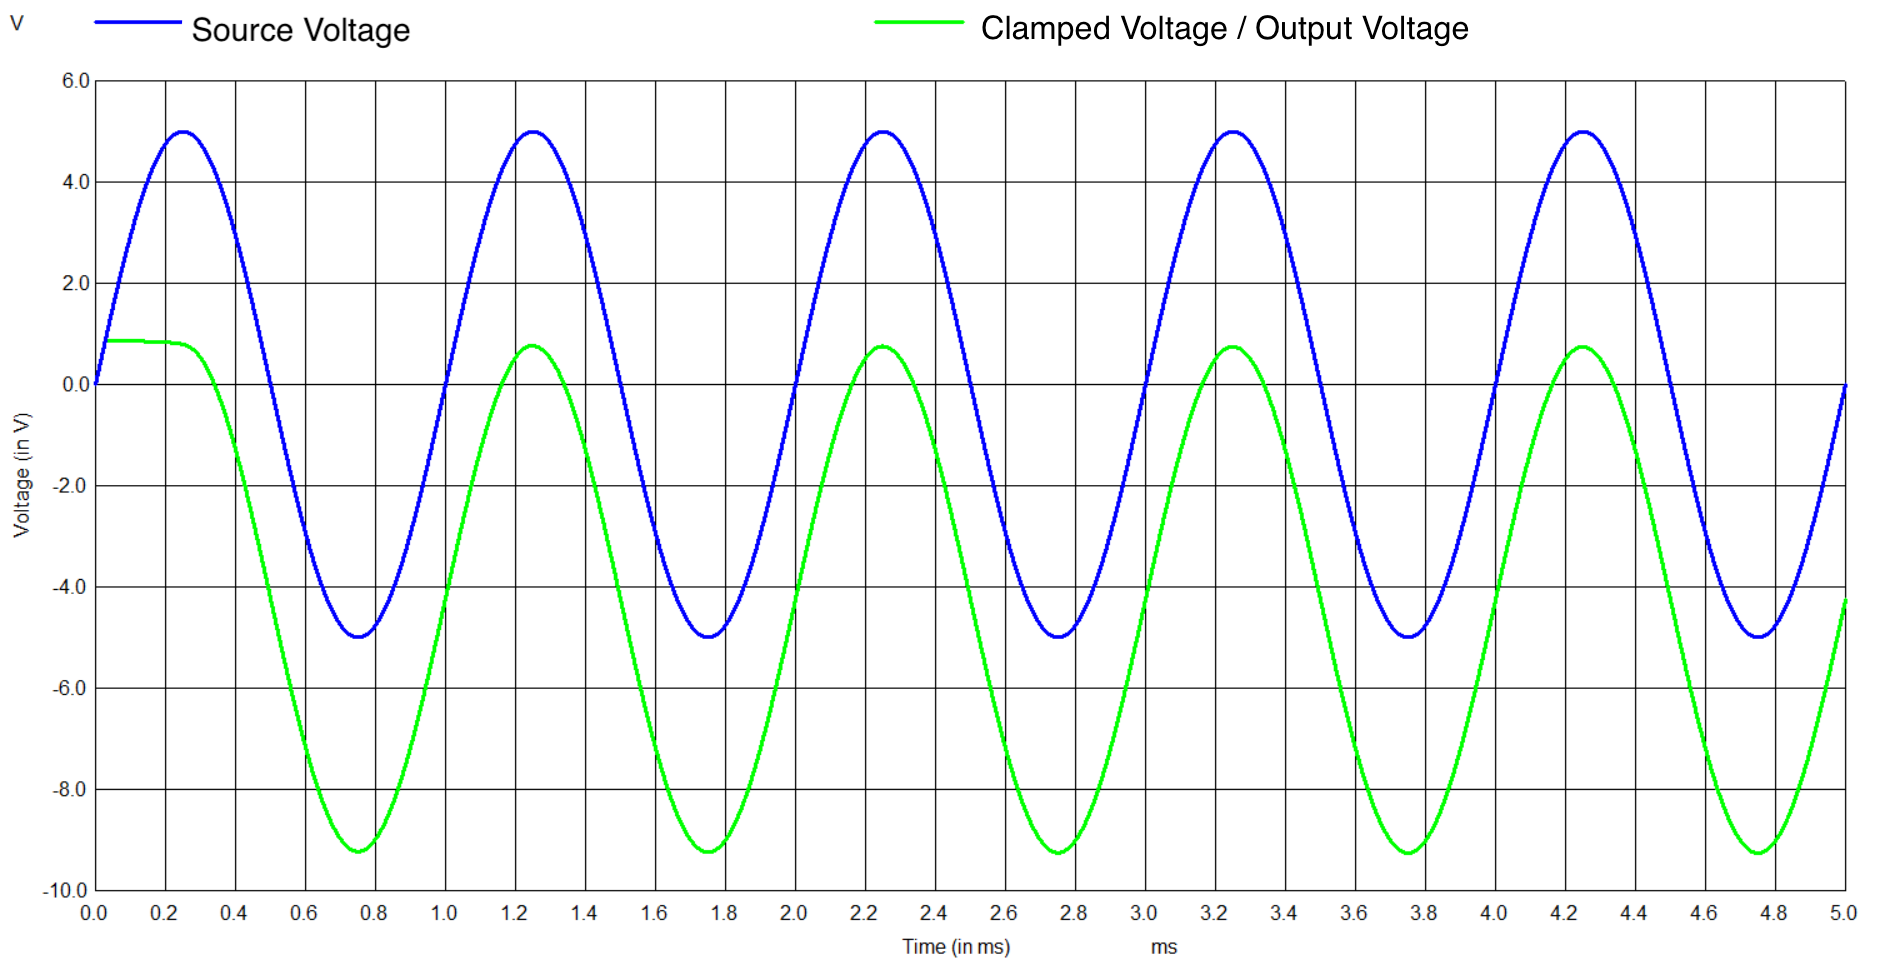 V
Source Voltage
Clamped Voltage / Output Voltage
6.0
4.0
2.0
0.0
-2.0
-4.0
-6.0
-8.0
-10.0
Voltage (in V)
0.0 0.2 0.4 0.6 0.8 1.0 1.2 1.4 1.6 1.8 2.0 2.2 2.4 2.6 2.8 3.0 3.2 3.4 3.6 3.8 4.0 4.2 4.4 4.6 4.8 5.0
Time (in ms) ms